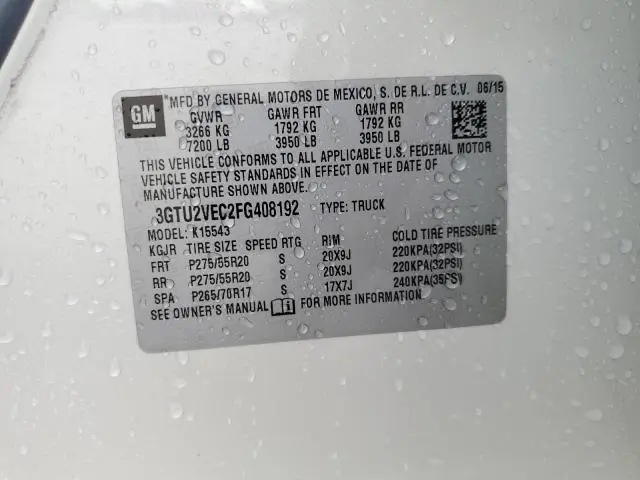 GM
*MFD BY GENERAL MOTORS DE MEXICO, S. DE R.L. DE C.V. 06/15
GVWR GAWR FRT GAWR RR
3266 KG 1792 KG 1792 KG
7200 LB 3950 LB 3950 LB
THIS VEHICLE CONFORMS TO ALL APPLICABLE U.S. FEDERAL MOTOR
VEHICLE SAFETY STANDARDS IN EFFECT ON THE DATE OF
MANUFACTURE SHOWN ABOVE.
3GTU2VEC2FG408192 TYPE: TRUCK
MODEL: K15543
KGJR TIRE SIZE SPEED RTG RIM COLD TIRE PRESSURE
FRT P275/55R20 S 20X9J 220KPA(32PSI)
RR P275/55R20 S 20X9J 220KPA(32PSI)
SPA P265/70R17 S 17X7J 240KPA(35PSI)
SEE OWNER'S MANUAL i FOR MORE INFORMATION.